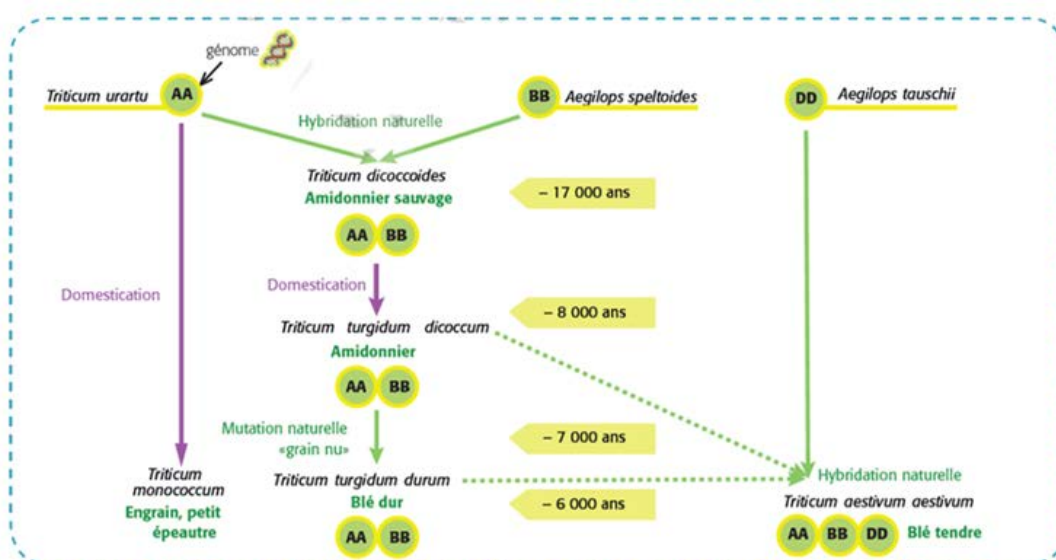 génome
Triticum urartu AA
BB Aegilops speltoides
DD Aegilops tauschii
Hybridation naturelle
Triticum dicoccoides
Amidonnier sauvage
AA BB
– 17 000 ans
Domestication
Domestication
Triticum turgidum dicoccum
Amidonnier
AA BB
– 8 000 ans
Mutation naturelle
«grain nu»
– 7 000 ans
Triticum
monococcum
Engrain, petit
épeautre
Triticum turgidum durum
Blé dur
AA BB
– 6 000 ans
Hybridation naturelle
Triticum aestivum aestivum
AA BB DD Blé tendre